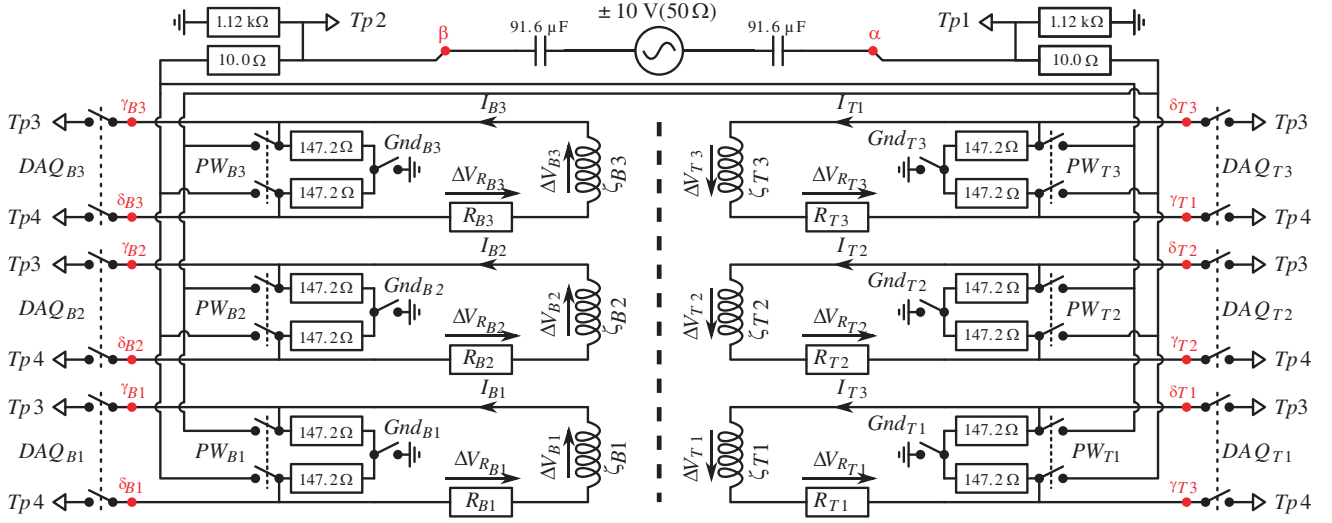 ± 10 V(50 Ω)
1.12 kΩ Tp2 β 91.6 µF 91.6 µF α Tp1 1.12 kΩ
10.0 Ω 10.0 Ω
Tp3 γB3 IB3 IT1 δT3 Tp3
147.2 Ω GndB3 GndT3 147.2 Ω
DAQB3 PWB3 ΔVB3 ζB3 ΔVT3 ζT3 PWT3 DAQT3
147.2 Ω ΔVRB3 ΔVRT3 147.2 Ω
Tp4 δB3 RB3 RT3 γT1 Tp4
Tp3 γB2 IB2 IT2 δT2 Tp3
147.2 Ω GndB2 GndT2 147.2 Ω
DAQB2 PWB2 ΔVB2 ζB2 ΔVT2 ζT2 PWT2 DAQT2
147.2 Ω ΔVRB2 ΔVRT2 147.2 Ω
Tp4 δB2 RB2 RT2 γT2 Tp4
Tp3 γB1 IB1 IT3 δT1 Tp3
147.2 Ω GndB1 GndT1 147.2 Ω
DAQB1 PWB1 ΔVB1 ζB1 ΔVT1 ζT1 PWT1 DAQT1
147.2 Ω ΔVRB1 ΔVRT1 147.2 Ω
Tp4 δB1 RB1 RT1 γT3 Tp4